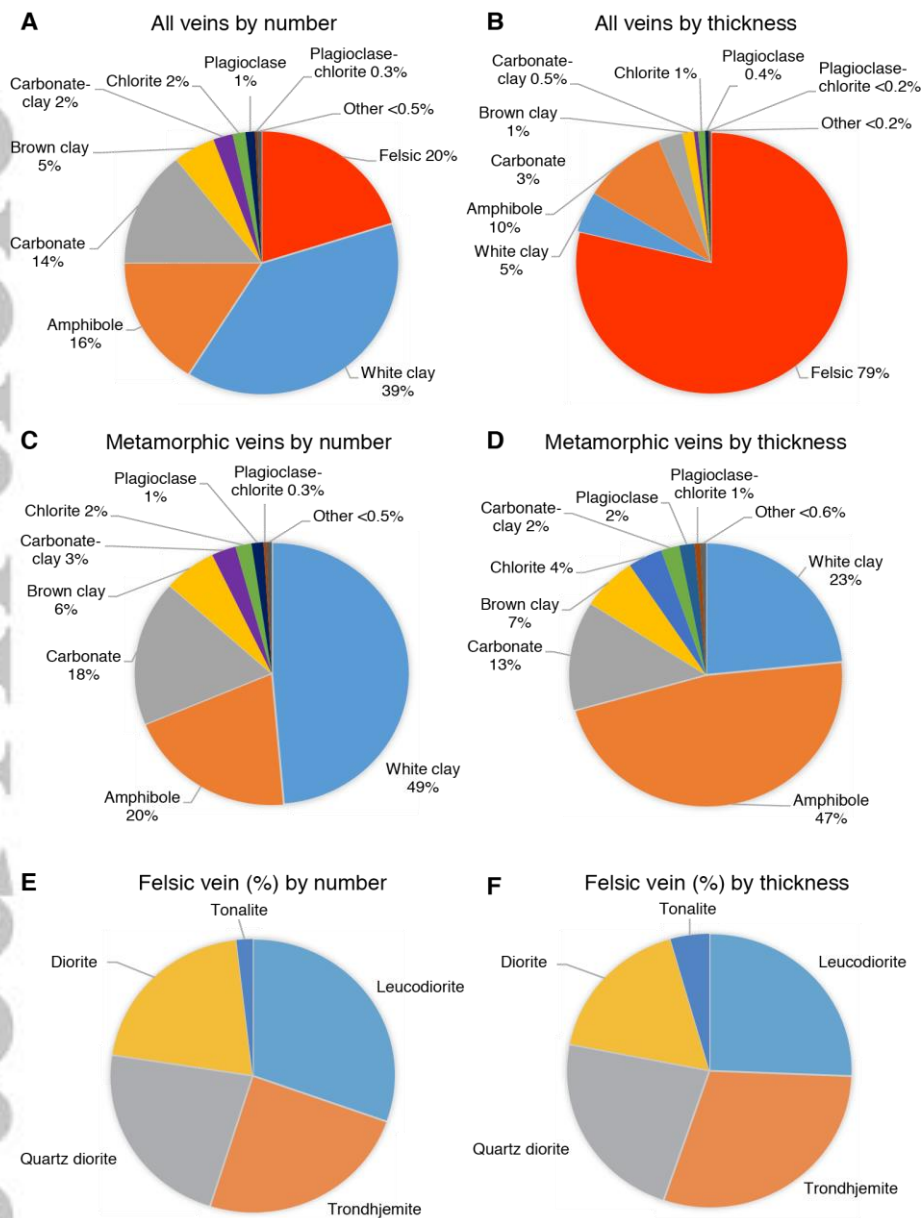 A All veins by number
Carbonate-
clay 2%
Chlorite 2%
Plagioclase
1%
Plagioclase-
chlorite 0.3%
Other <0.5%
Brown clay
5%
Felsic 20%
Carbonate
14%
Amphibole
16%
White clay
39%
B All veins by thickness
Carbonate-
clay 0.5%
Chlorite 1%
Plagioclase
0.4%
Plagioclase-
chlorite <0.2%
Other <0.2%
Brown clay
1%
Carbonate
3%
Amphibole
10%
White clay
5%
Felsic 79%
C Metamorphic veins by number
Plagioclase
1%
Plagioclase-
chlorite 0.3%
Chlorite 2%
Other <0.5%
Carbonate-
clay 3%
Brown clay
6%
Carbonate
18%
Amphibole
20%
White clay
49%
D Metamorphic veins by thickness
Carbonate-
clay 2%
Plagioclase
2%
Plagioclase-
chlorite 1%
Other <0.6%
Chlorite 4%
White clay
23%
Brown clay
7%
Carbonate
13%
Amphibole
47%
E Felsic vein (%) by number
Tonalite
Diorite
Leucodiorite
Quartz diorite
Trondhjemite
F Felsic vein (%) by thickness
Tonalite
Diorite
Leucodiorite
Quartz diorite
Trondhjemite